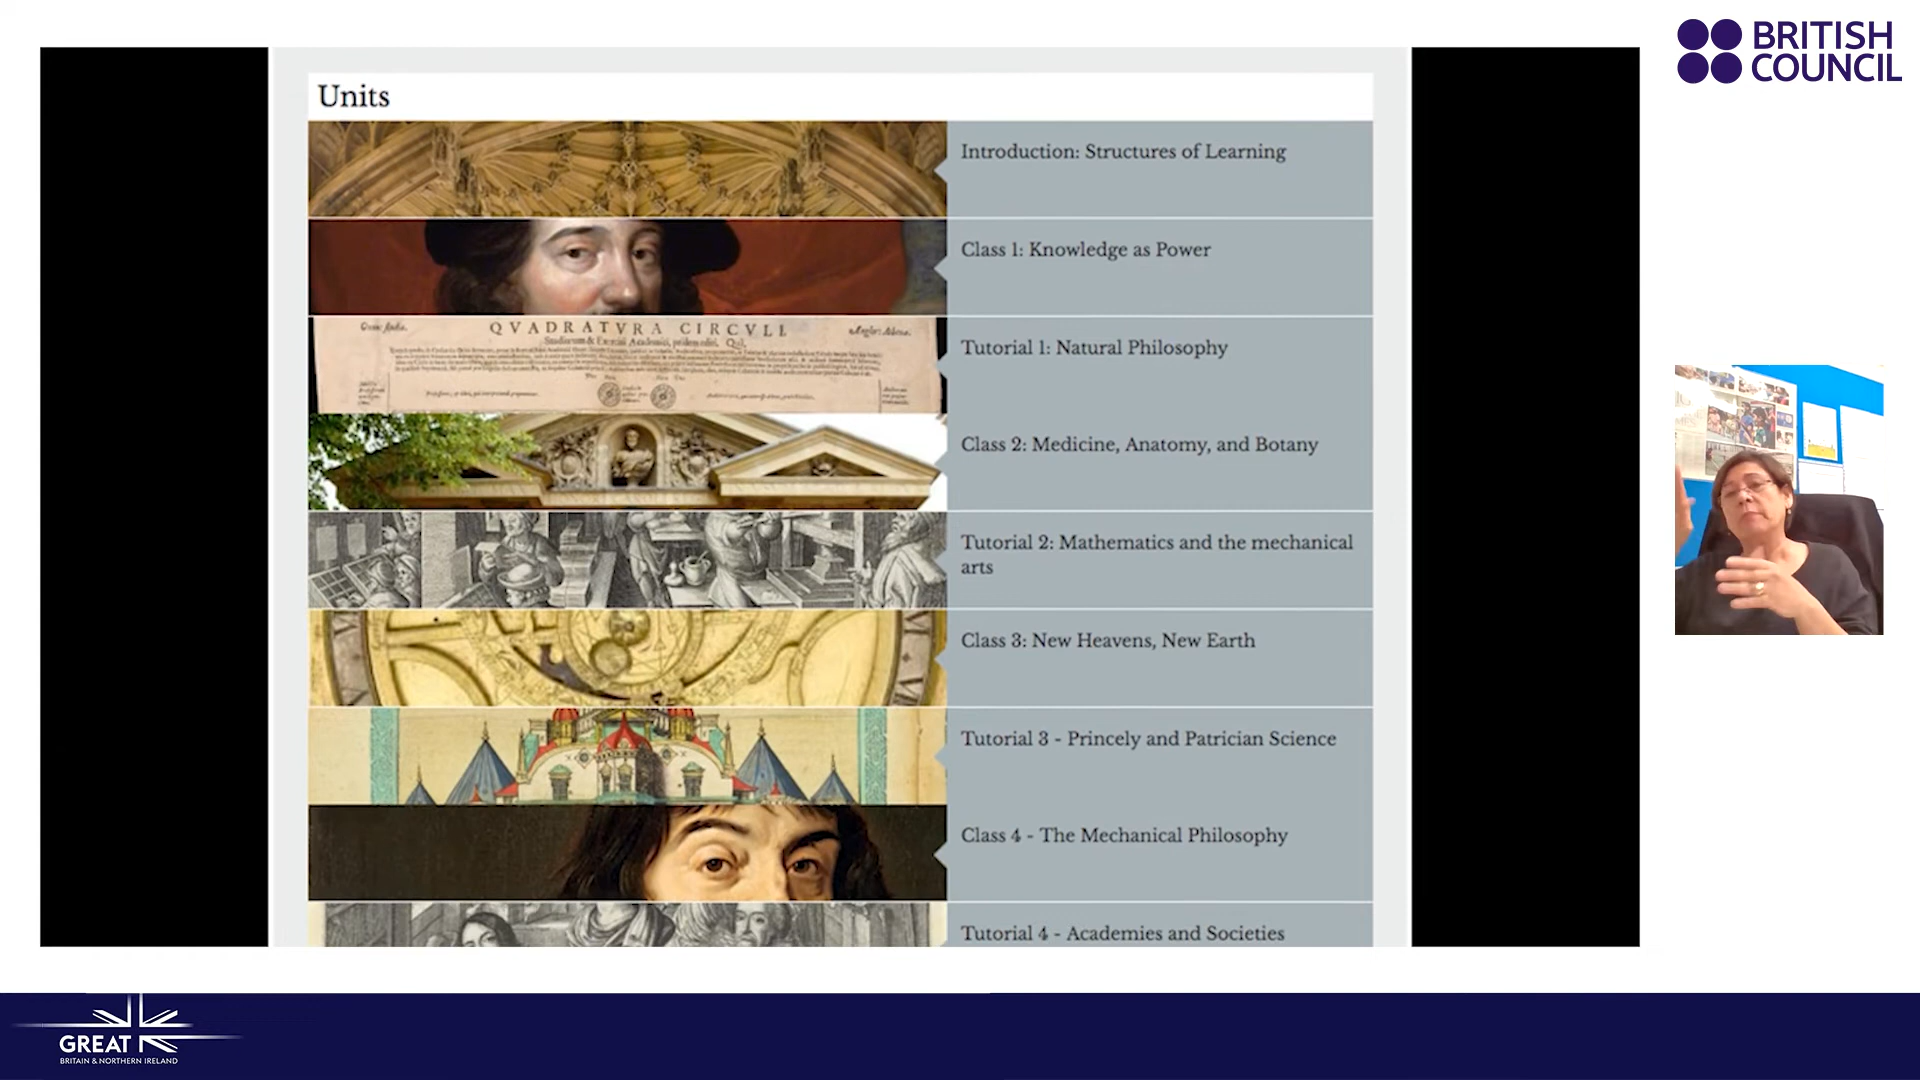 BRITISH
COUNCIL
Units
Introduction: Structures of Learning
Class 1: Knowledge as Power
QVADRATVRA CIRCVLI
Tutorial 1: Natural Philosophy
Class 2: Medicine, Anatomy, and Botany
Tutorial 2: Mathematics and the mechanical
arts
Class 3: New Heavens, New Earth
Tutorial 3 - Princely and Patrician Science
Class 4 - The Mechanical Philosophy
Tutorial 4 - Academies and Societies
GREAT
BRITAIN & NORTHERN IRELAND